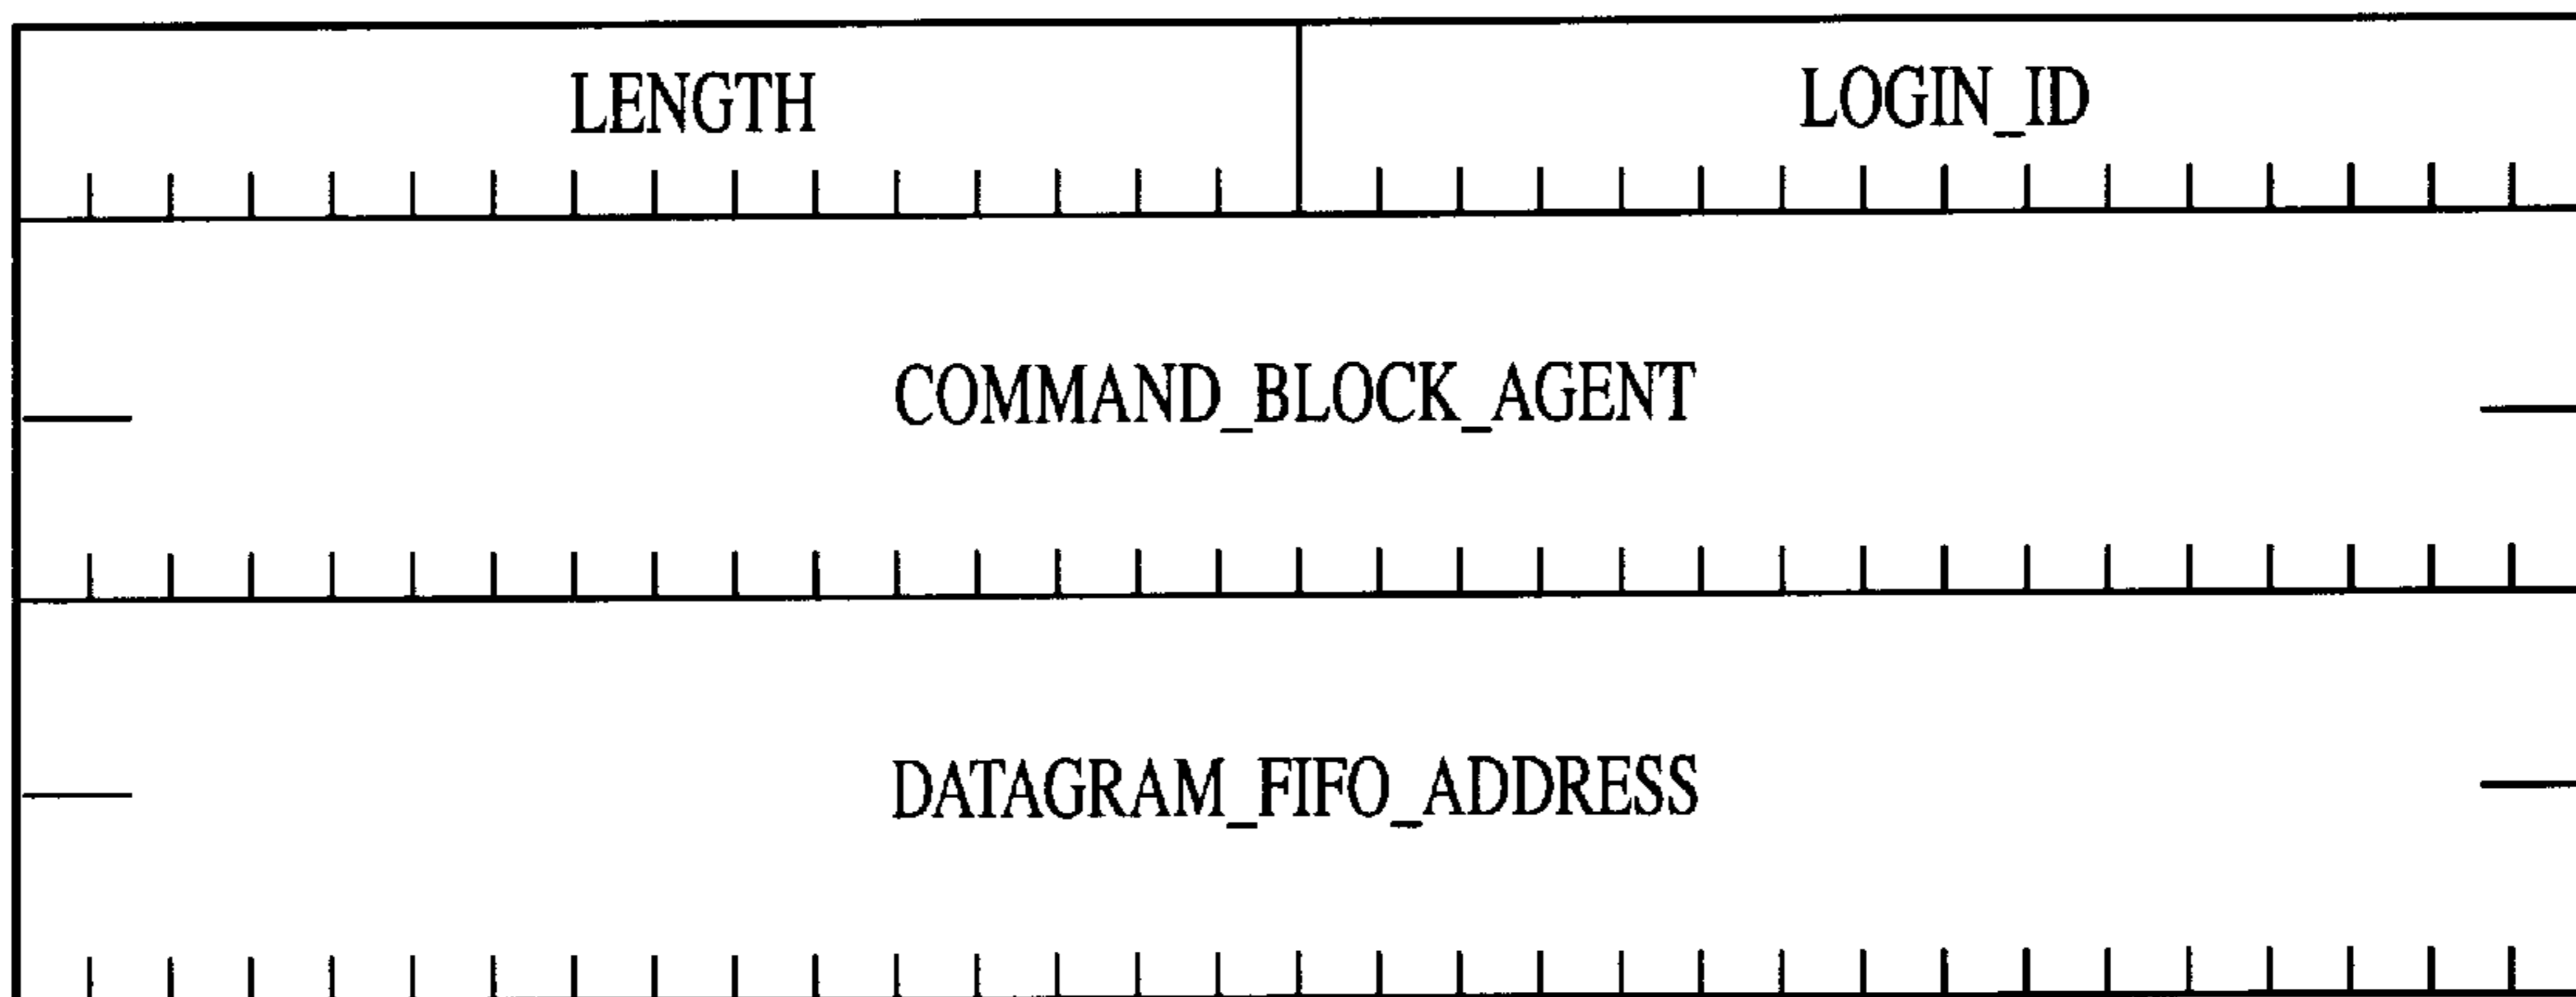 LENGTH LOGIN_ID
COMMAND_BLOCK_AGENT
DATAGRAM_FIFO_ADDRESS